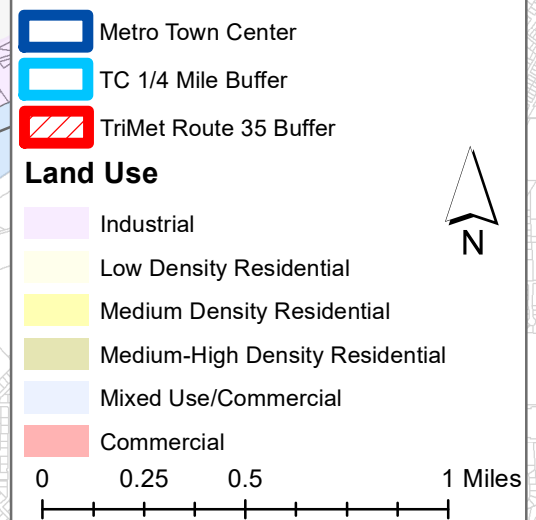 Metro Town Center
TC 1/4 Mile Buffer
TriMet Route 35 Buffer
Land Use
N
Industrial
Low Density Residential
Medium Density Residential
Medium-High Density Residential
Mixed Use/Commercial
Commercial
0 0.25 0.5 1 Miles